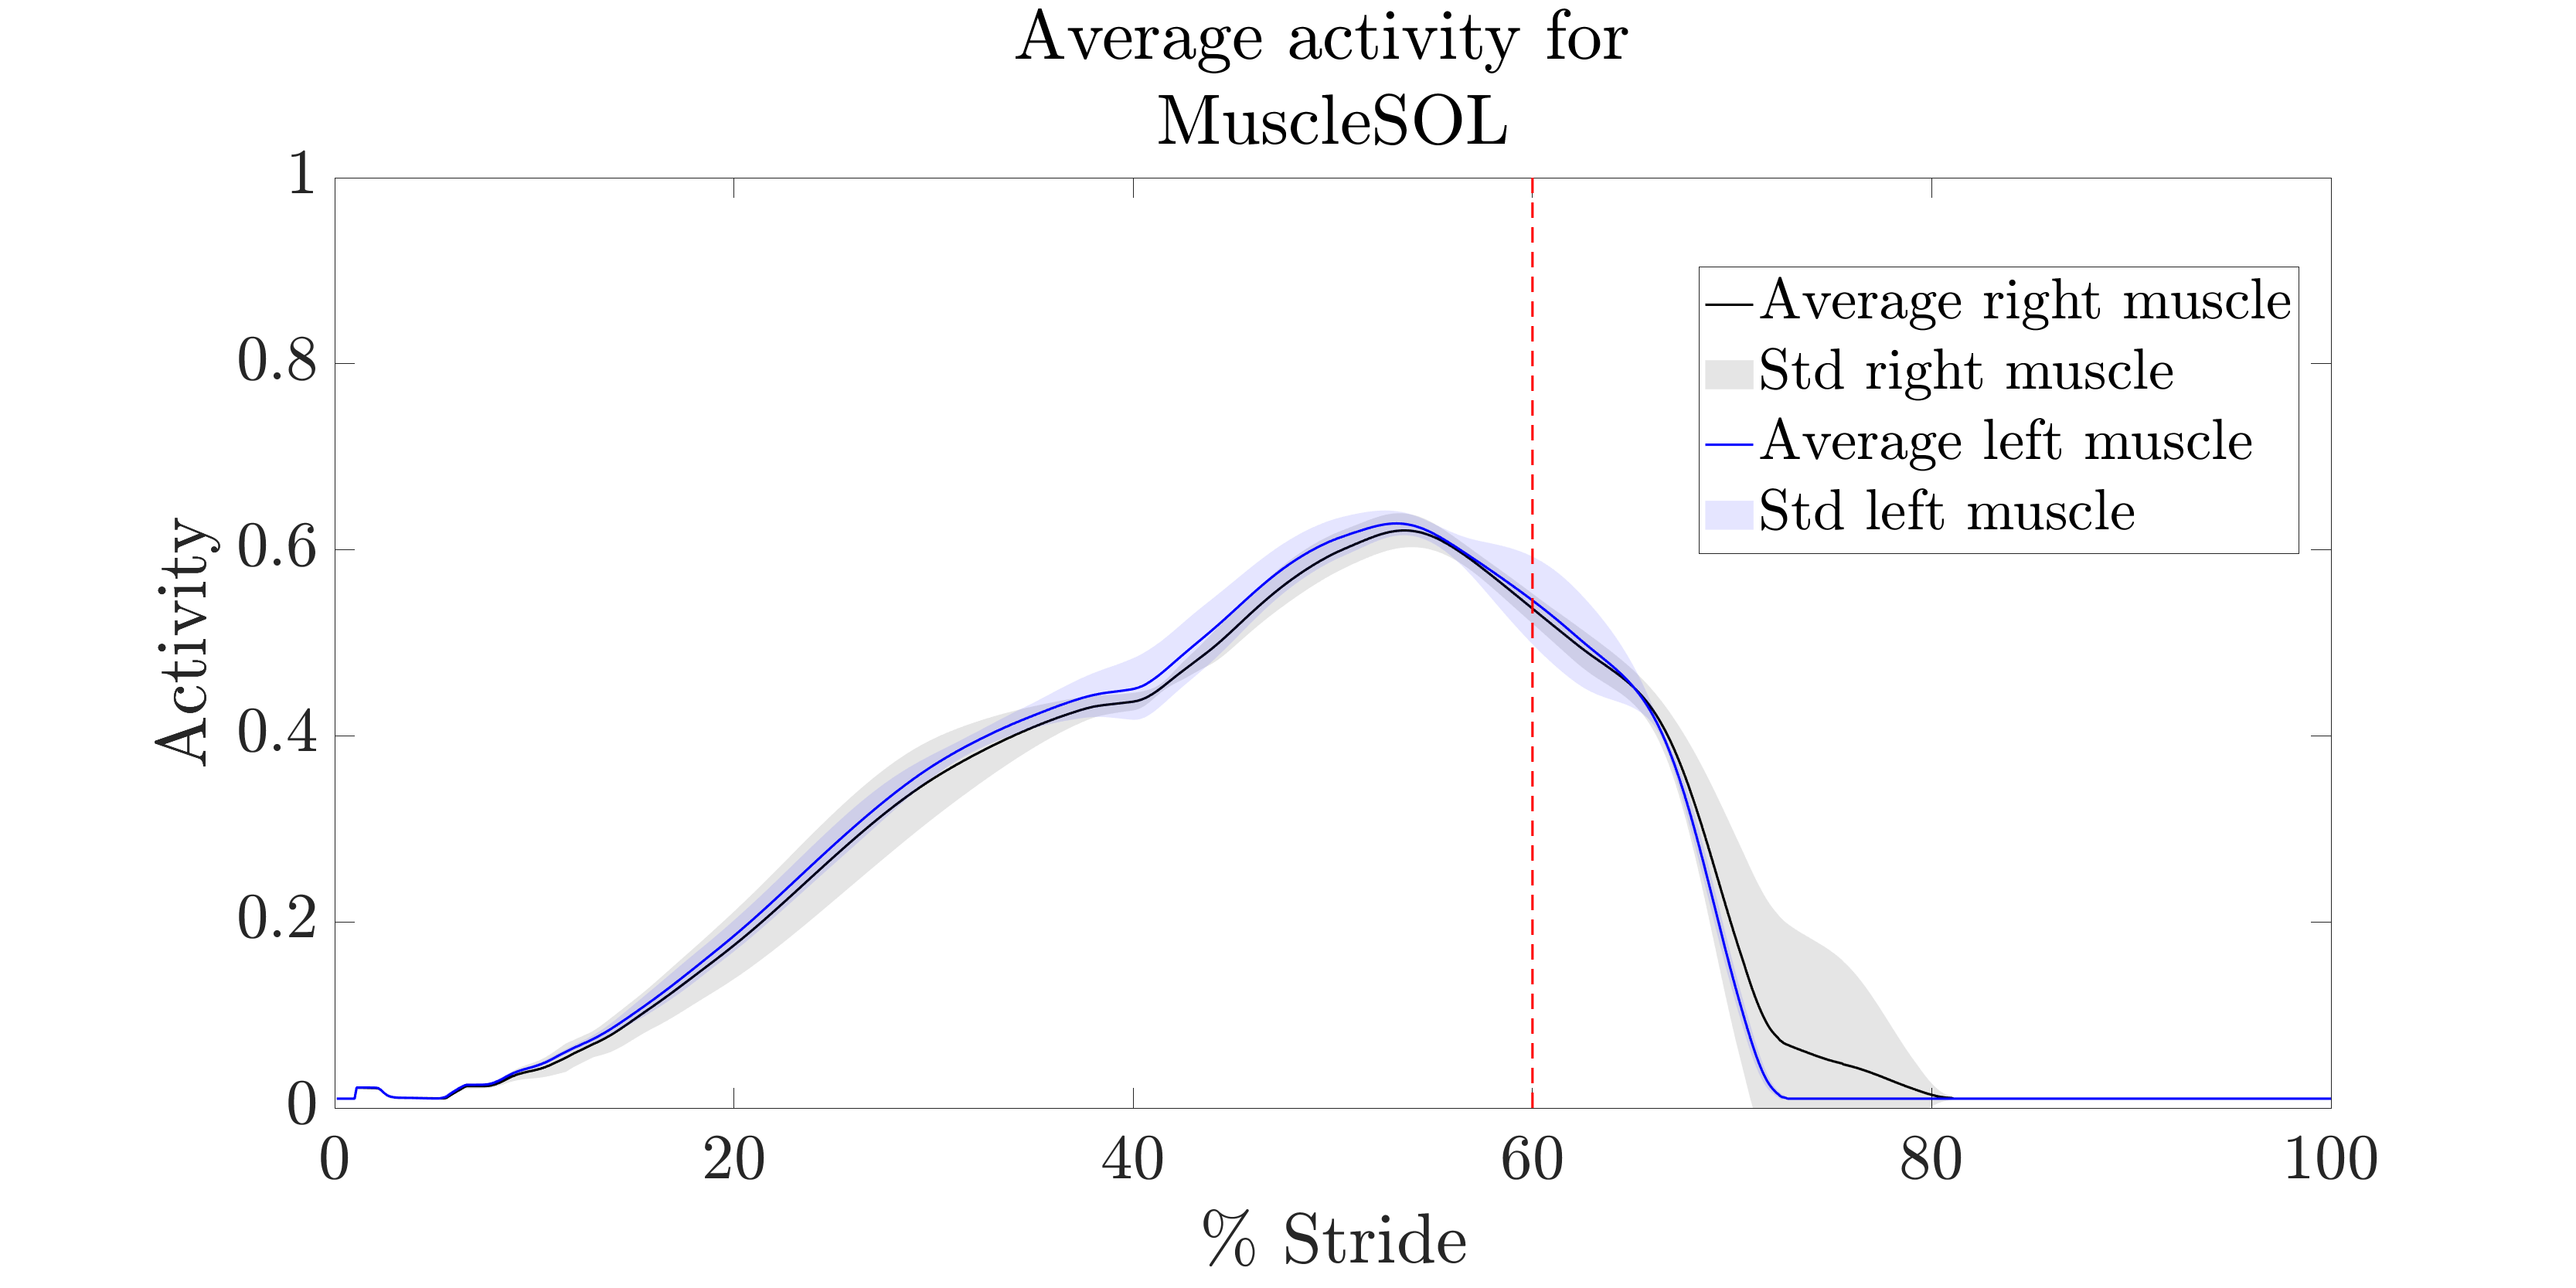 Average activity for
MuscleSOL
1
0.8
0.6
0.4
0.2
0
Activity
Average right muscle
Std right muscle
Average left muscle
Std left muscle
0 20 40 60 80 100
% Stride